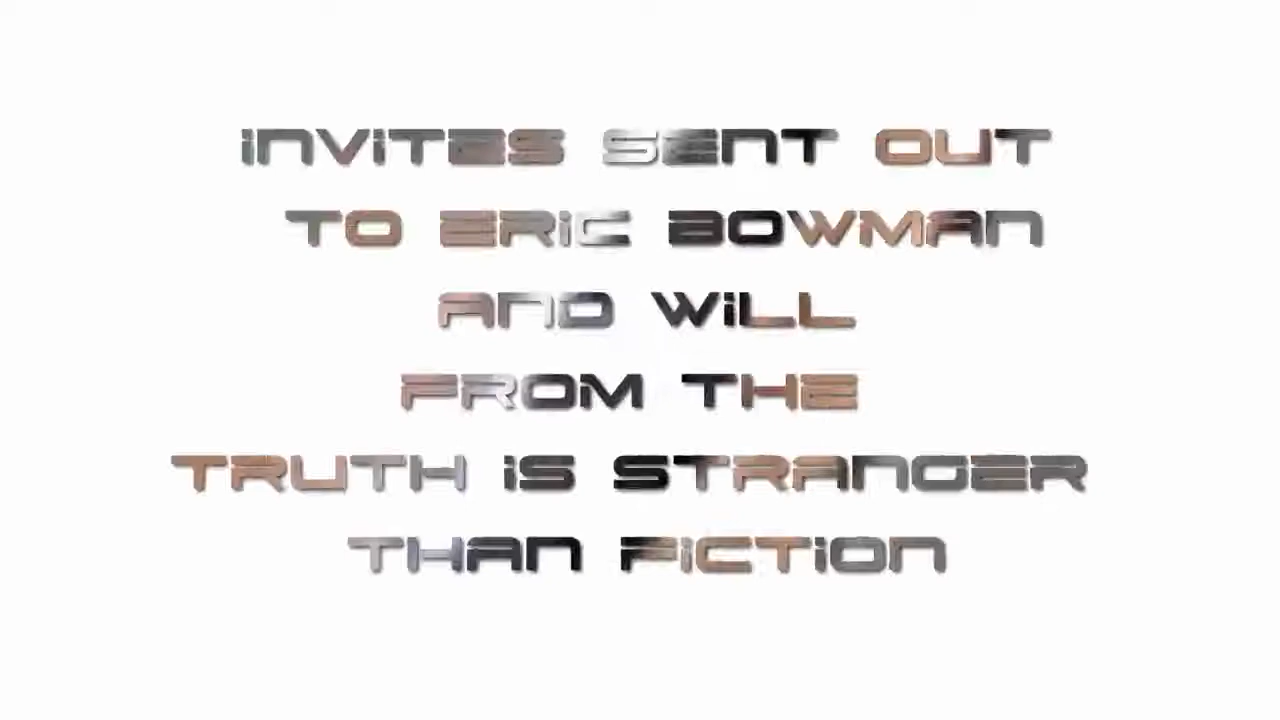 INVITES SENT OUT
TO ERIC BOWMAN
AND WILL
FROM THE
TRUTH IS STRANGER
THAN FICTION